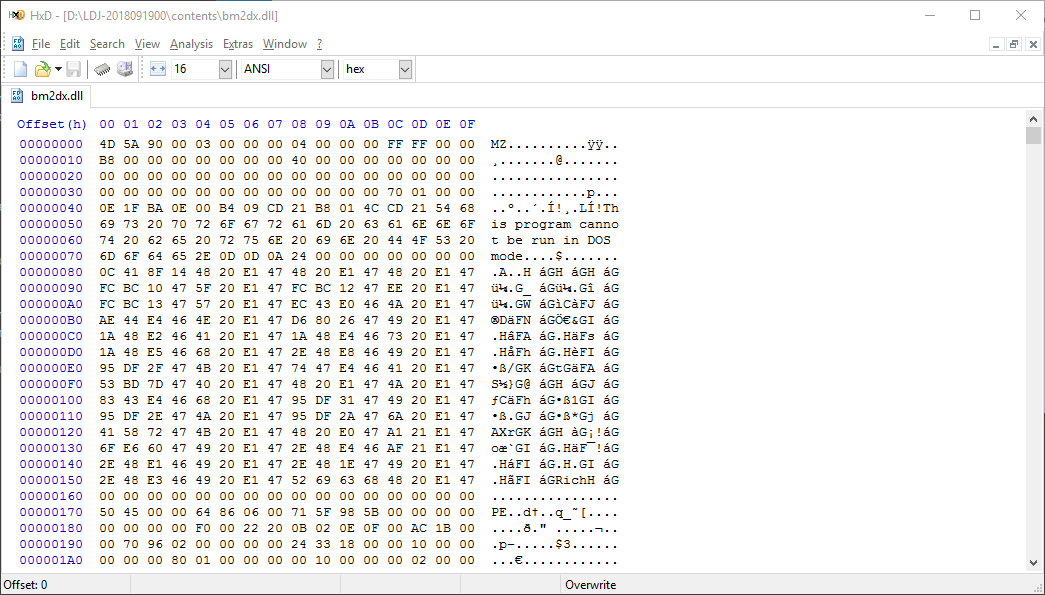 HxD - [D:\LDJ-2018091900\contents\bm2dx.dll]
File Edit Search View Analysis Extras Window ?
16 ANSI hex
bm2dx.dll
Offset(h) 00 01 02 03 04 05 06 07 08 09 0A 0B 0C 0D 0E 0F
00000000 4D 5A 90 00 03 00 00 00 04 00 00 00 FF FF 00 00 MZ..........ÿÿ..
00000010 B8 00 00 00 00 00 00 00 40 00 00 00 00 00 00 00 ¸.......@.......
00000020 00 00 00 00 00 00 00 00 00 00 00 00 00 00 00 00 ................
00000030 00 00 00 00 00 00 00 00 00 00 00 00 70 01 00 00 ............p...
00000040 0E 1F BA 0E 00 B4 09 CD 21 B8 01 4C CD 21 54 68 ..º..´.Í!¸.LÍ!Th
00000050 69 73 20 70 72 6F 67 72 61 6D 20 63 61 6E 6E 6F is program canno
00000060 74 20 62 65 20 72 75 6E 20 69 6E 20 44 4F 53 20 t be run in DOS
00000070 6D 6F 64 65 2E 0D 0D 0A 24 00 00 00 00 00 00 00 mode....$.......
00000080 0C 41 8F 14 48 20 E1 47 48 20 E1 47 48 20 E1 47 .A..H áGH áGH áG
00000090 FC BC 10 47 5F 20 E1 47 FC BC 12 47 EE 20 E1 47 ü¼.G_ áGü¼.Gî áG
000000A0 FC BC 13 47 57 20 E1 47 EC 43 E0 46 4A 20 E1 47 ü¼.GW áGìCàFJ áG
000000B0 AE 44 E4 46 4E 20 E1 47 D6 80 26 47 49 20 E1 47 ®DäFN áGÖ€&GI áG
000000C0 1A 48 E2 46 41 20 E1 47 1A 48 E4 46 73 20 E1 47 .HâFA áG.HäFs áG
000000D0 1A 48 E5 46 68 20 E1 47 2E 48 E8 46 49 20 E1 47 .HåFh áG.HèFI áG
000000E0 95 DF 2F 47 4B 20 E1 47 74 47 E4 46 41 20 E1 47 •ß/GK áGtGäFA áG
000000F0 53 BD 7D 47 40 20 E1 47 48 20 E1 47 4A 20 E1 47 S½}G@ áGH áGJ áG
00000100 83 43 E4 46 68 20 E1 47 95 DF 31 47 49 20 E1 47 ƒCäFh áG•ß1GI áG
00000110 95 DF 2E 47 4A 20 E1 47 95 DF 2A 47 6A 20 E1 47 •ß.GJ áG•ß*Gj áG
00000120 41 58 72 47 4B 20 E1 47 48 20 E0 47 A1 21 E1 47 AXrGK áGH àG¡!áG
00000130 6F E6 60 47 49 20 E1 47 2E 48 E4 46 AF 21 E1 47 oæ`GI áG.HäF¯!áG
00000140 2E 48 E1 46 49 20 E1 47 2E 48 1E 47 49 20 E1 47 .HáFI áG.H.GI áG
00000150 2E 48 E3 46 49 20 E1 47 52 69 63 68 48 20 E1 47 .HãFI áGRichH áG
00000160 00 00 00 00 00 00 00 00 00 00 00 00 00 00 00 00 ................
00000170 50 45 00 00 64 86 06 00 71 5F 98 5B 00 00 00 00 PE..d†..q_˜[....
00000180 00 00 00 00 F0 00 22 20 0B 02 0E 0F 00 AC 1B 00 ....ð." .....¬..
00000190 00 70 96 02 00 00 00 00 24 33 18 00 00 10 00 00 .p–.....$3......
000001A0 00 00 00 80 01 00 00 00 00 10 00 00 00 02 00 00 ...€............
Offset: 0 Overwrite